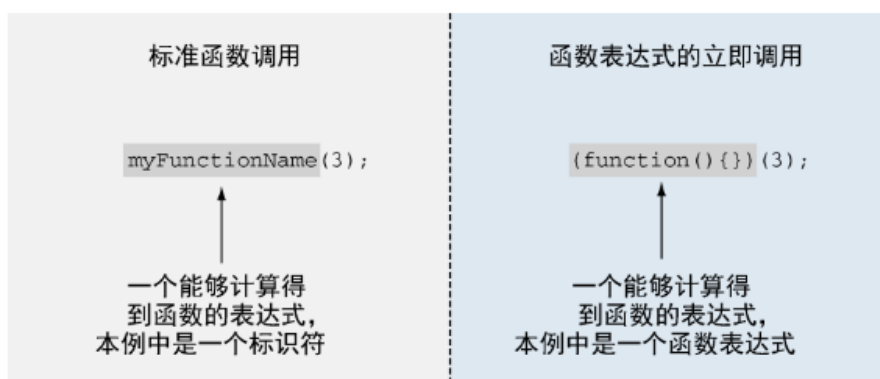 标准函数调用
myFunctionName(3);
一个能够计算得
到函数的表达式,
本例中是一个标识符
函数表达式的立即调用
(function(){})(3);
一个能够计算得
到函数的表达式,
本例中是一个函数表达式